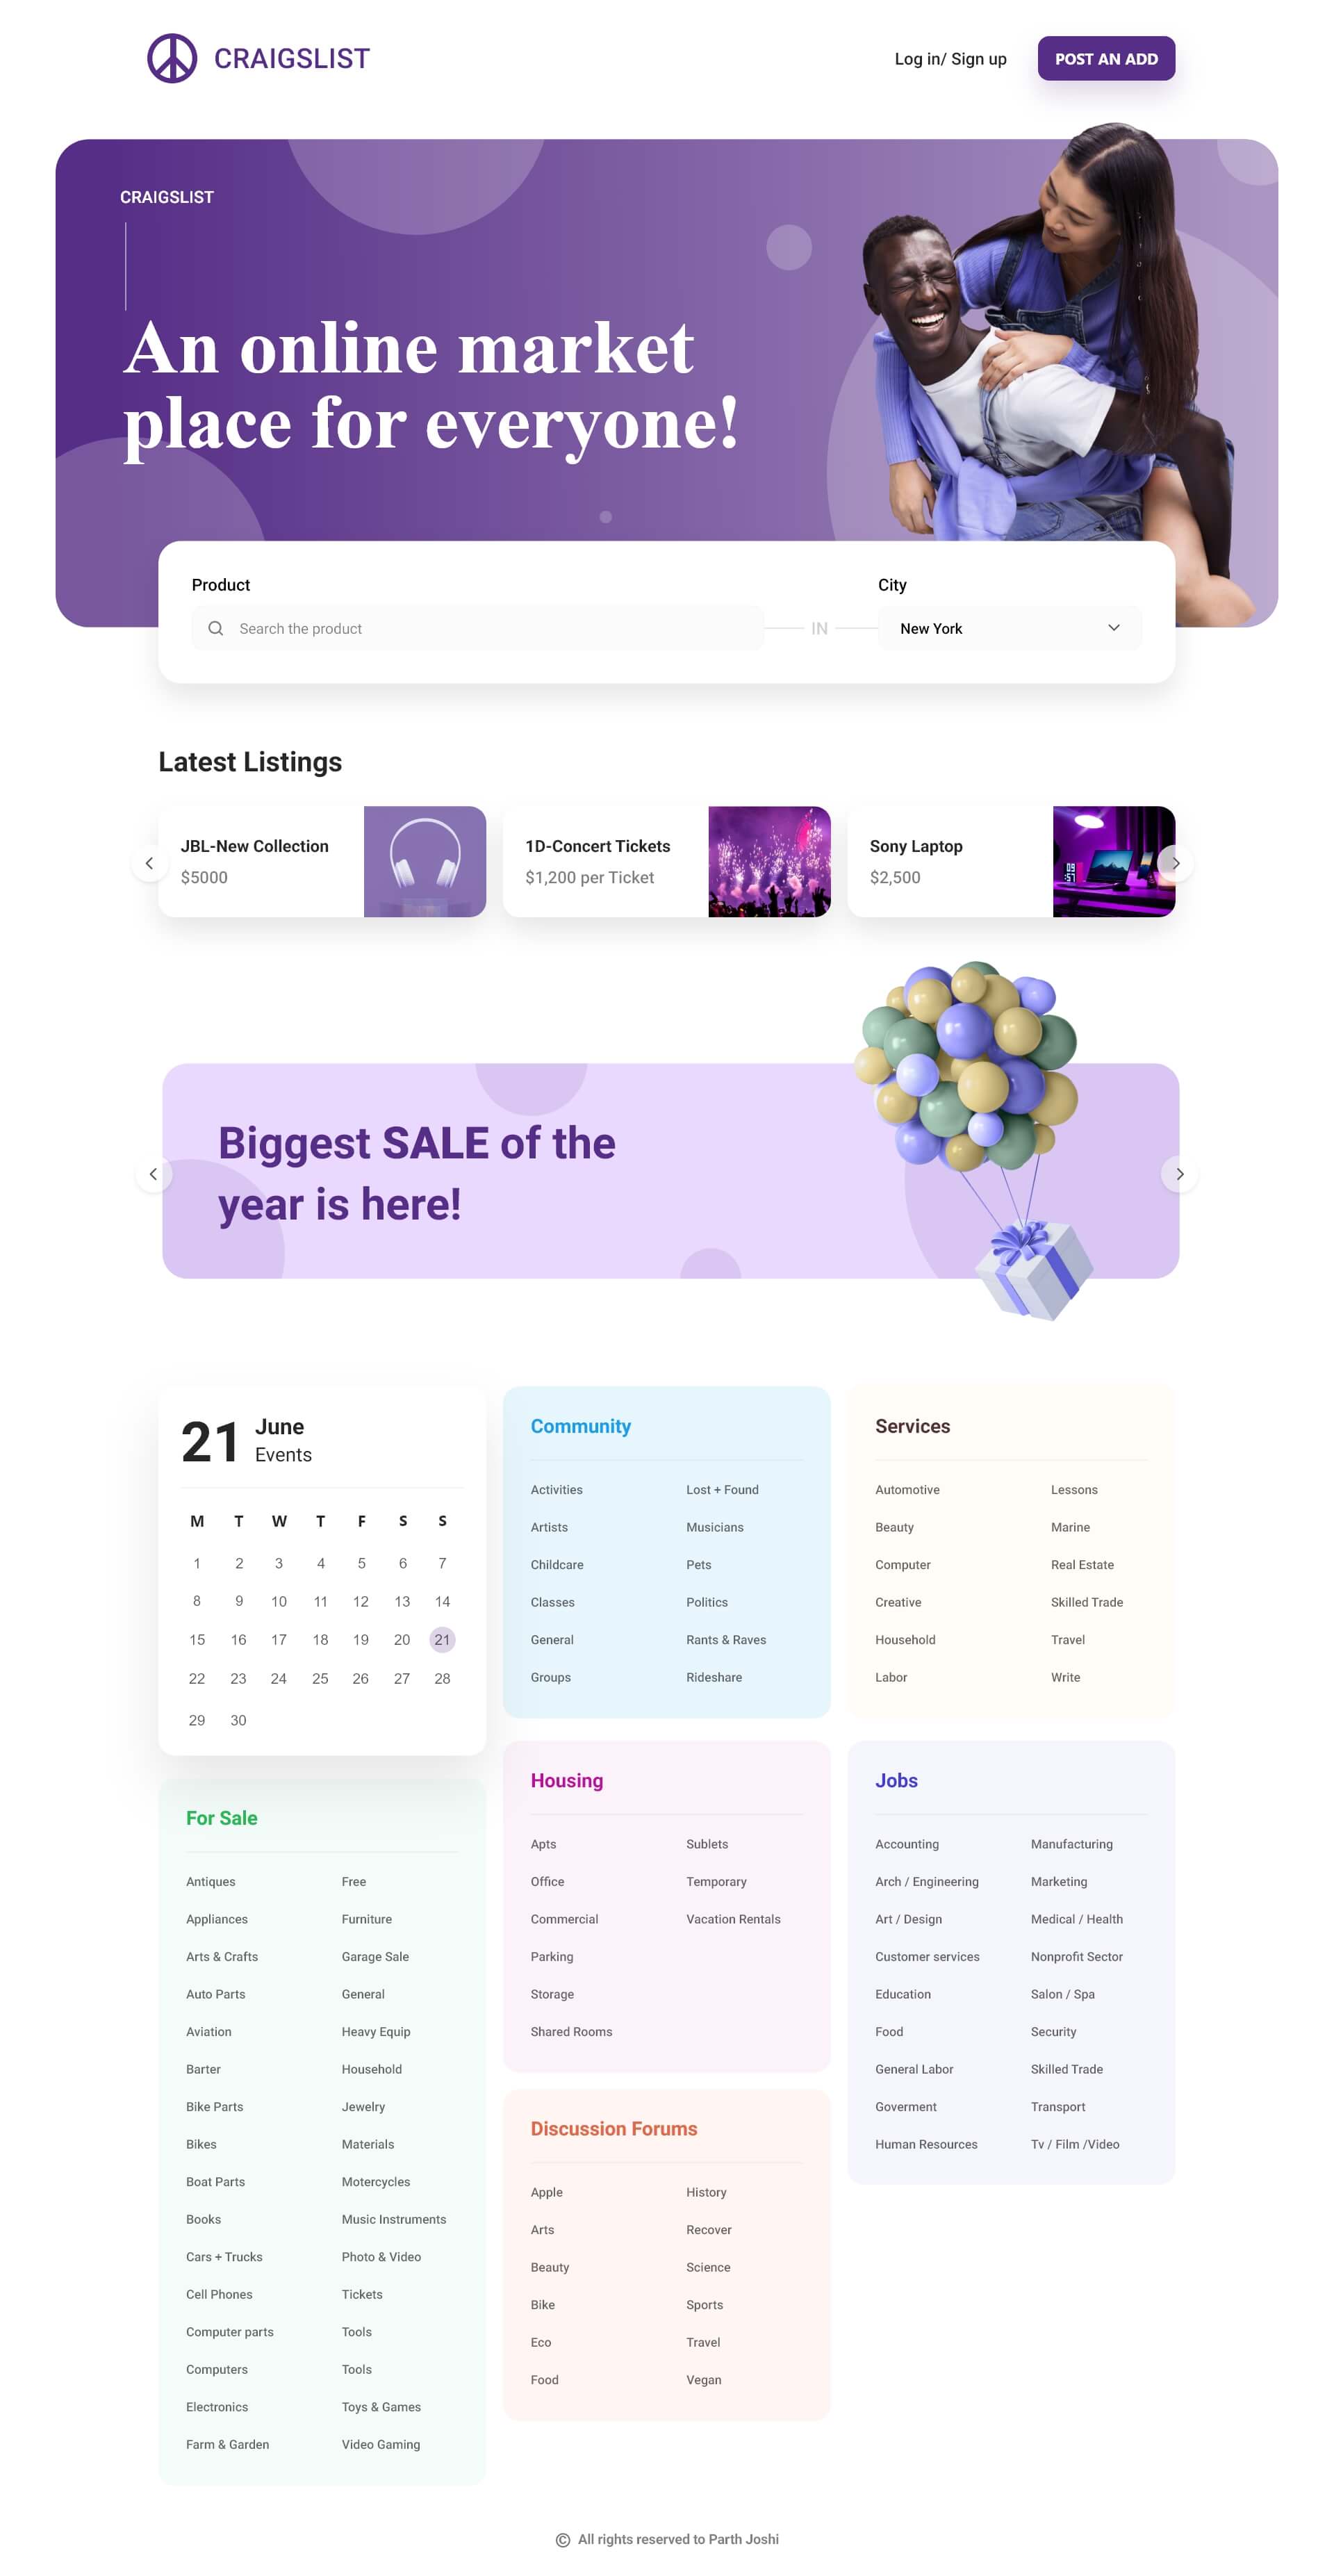 CRAIGSLIST
Log in/ Sign up
POST AN ADD
CRAIGSLIST
An online market
place for everyone!
Product
City
Search the product
IN
New York
Latest Listings
JBL-New Collection
$5000
1D-Concert Tickets
$1,200 per Ticket
Sony Laptop
$2,500
09
Biggest SALE of the
year is here!
21
June
Events
M T W T F S S
1 2 3 4 5 6 7
8 9 10 11 12 13 14
15 16 17 18 19 20 21
22 23 24 25 26 27 28
29 30
For Sale
Antiques Free
Appliances Furniture
Arts & Crafts Garage Sale
Auto Parts General
Aviation Heavy Equip
Barter Household
Bike Parts Jewelry
Bikes Materials
Boat Parts Motercycles
Books Music Instruments
Cars + Trucks Photo & Video
Cell Phones Tickets
Computer parts Tools
Computers Tools
Electronics Toys & Games
Farm & Garden Video Gaming
Community
Activities Lost + Found
Artists Musicians
Childcare Pets
Classes Politics
General Rants & Raves
Groups Rideshare
Housing
Apts Sublets
Office Temporary
Commercial Vacation Rentals
Parking
Storage
Shared Rooms
Discussion Forums
Apple History
Arts Recover
Beauty Science
Bike Sports
Eco Travel
Food Vegan
Services
Automotive Lessons
Beauty Marine
Computer Real Estate
Creative Skilled Trade
Household Travel
Labor Write
Jobs
Accounting Manufacturing
Arch / Engineering Marketing
Art / Design Medical / Health
Customer services Nonprofit Sector
Education Salon / Spa
Food Security
General Labor Skilled Trade
Goverment Transport
Human Resources Tv / Film /Video
© All rights reserved to Parth Joshi